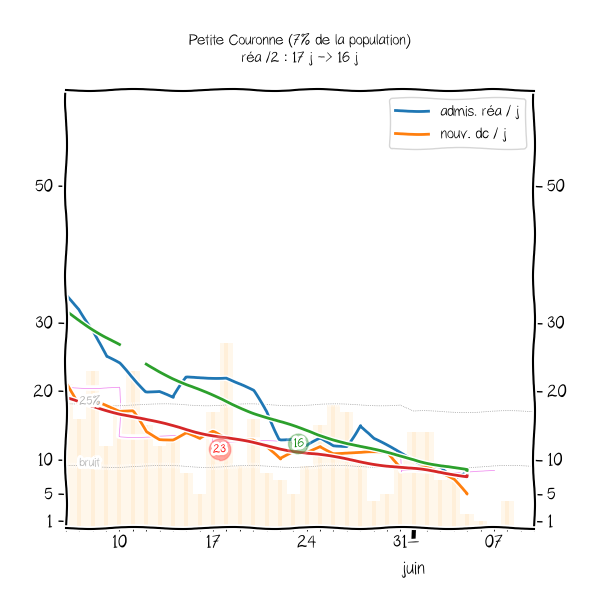 Petite Couronne (7% de la population)
réa /2 : 17 j -> 16 j
admis. réa / j
nouv. dc / j
50 50
30 30
20 20
25%
16
23
10 10
bruit
5 5
1 1
10 17 24 31 07
juin